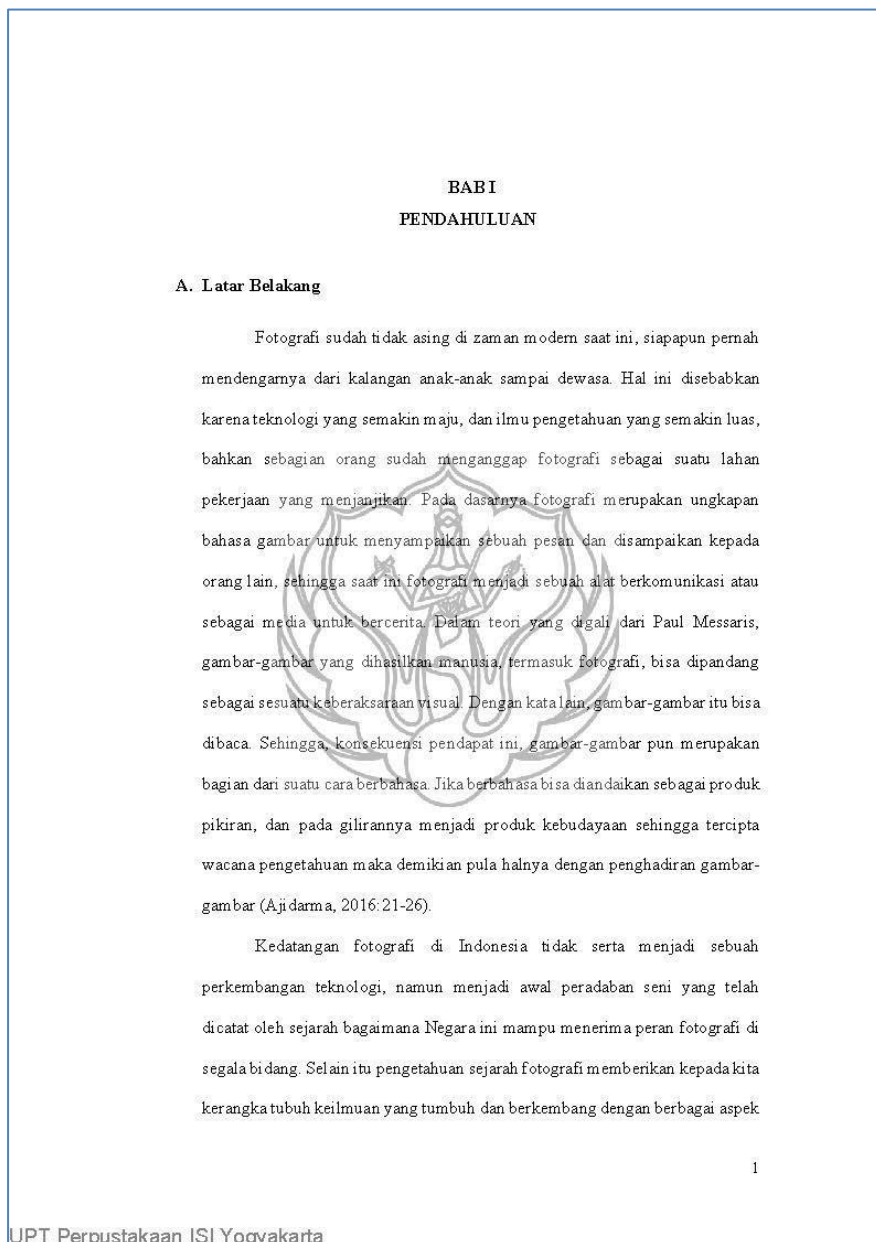 BAB I
PENDAHULUAN
A. Latar Belakang
Fotografi sudah tidak asing di zaman modern saat ini, siapapun pernah
mendengarnya dari kalangan anak-anak sampai dewasa. Hal ini disebabkan
karena teknologi yang semakin maju, dan ilmu pengetahuan yang semakin luas,
bahkan sebagian orang sudah menganggap fotografi sebagai suatu lahan
pekerjaan yang menjanjikan. Pada dasarnya fotografi merupakan ungkapan
bahasa gambar untuk menyampaikan sebuah pesan dan disampaikan kepada
orang lain, sehingga saat ini fotografi menjadi sebuah alat berkomunikasi atau
sebagai media untuk bercerita. Dalam teori yang digali dari Paul Messaris,
gambar-gambar yang dihasilkan manusia, termasuk fotografi, bisa dipandang
sebagai sesuatu keberaksaraan visual. Dengan kata lain, gambar-gambar itu bisa
dibaca. Sehingga, konsekuensi pendapat ini, gambar-gambar pun merupakan
bagian dari suatu cara berbahasa. Jika berbahasa bisa diandaikan sebagai produk
pikiran, dan pada gilirannya menjadi produk kebudayaan sehingga tercipta
wacana pengetahuan maka demikian pula halnya dengan penghadiran gambar-
gambar (Ajidarma, 2016:21-26).
Kedatangan fotografi di Indonesia tidak serta menjadi sebuah
perkembangan teknologi, namun menjadi awal peradaban seni yang telah
dicatat oleh sejarah bagaimana Negara ini mampu menerima peran fotografi di
segala bidang. Selain itu pengetahuan sejarah fotografi memberikan kepada kita
kerangka tubuh keilmuan yang tumbuh dan berkembang dengan berbagai aspek
1
UPT Perpustakaan ISI Yogyakarta